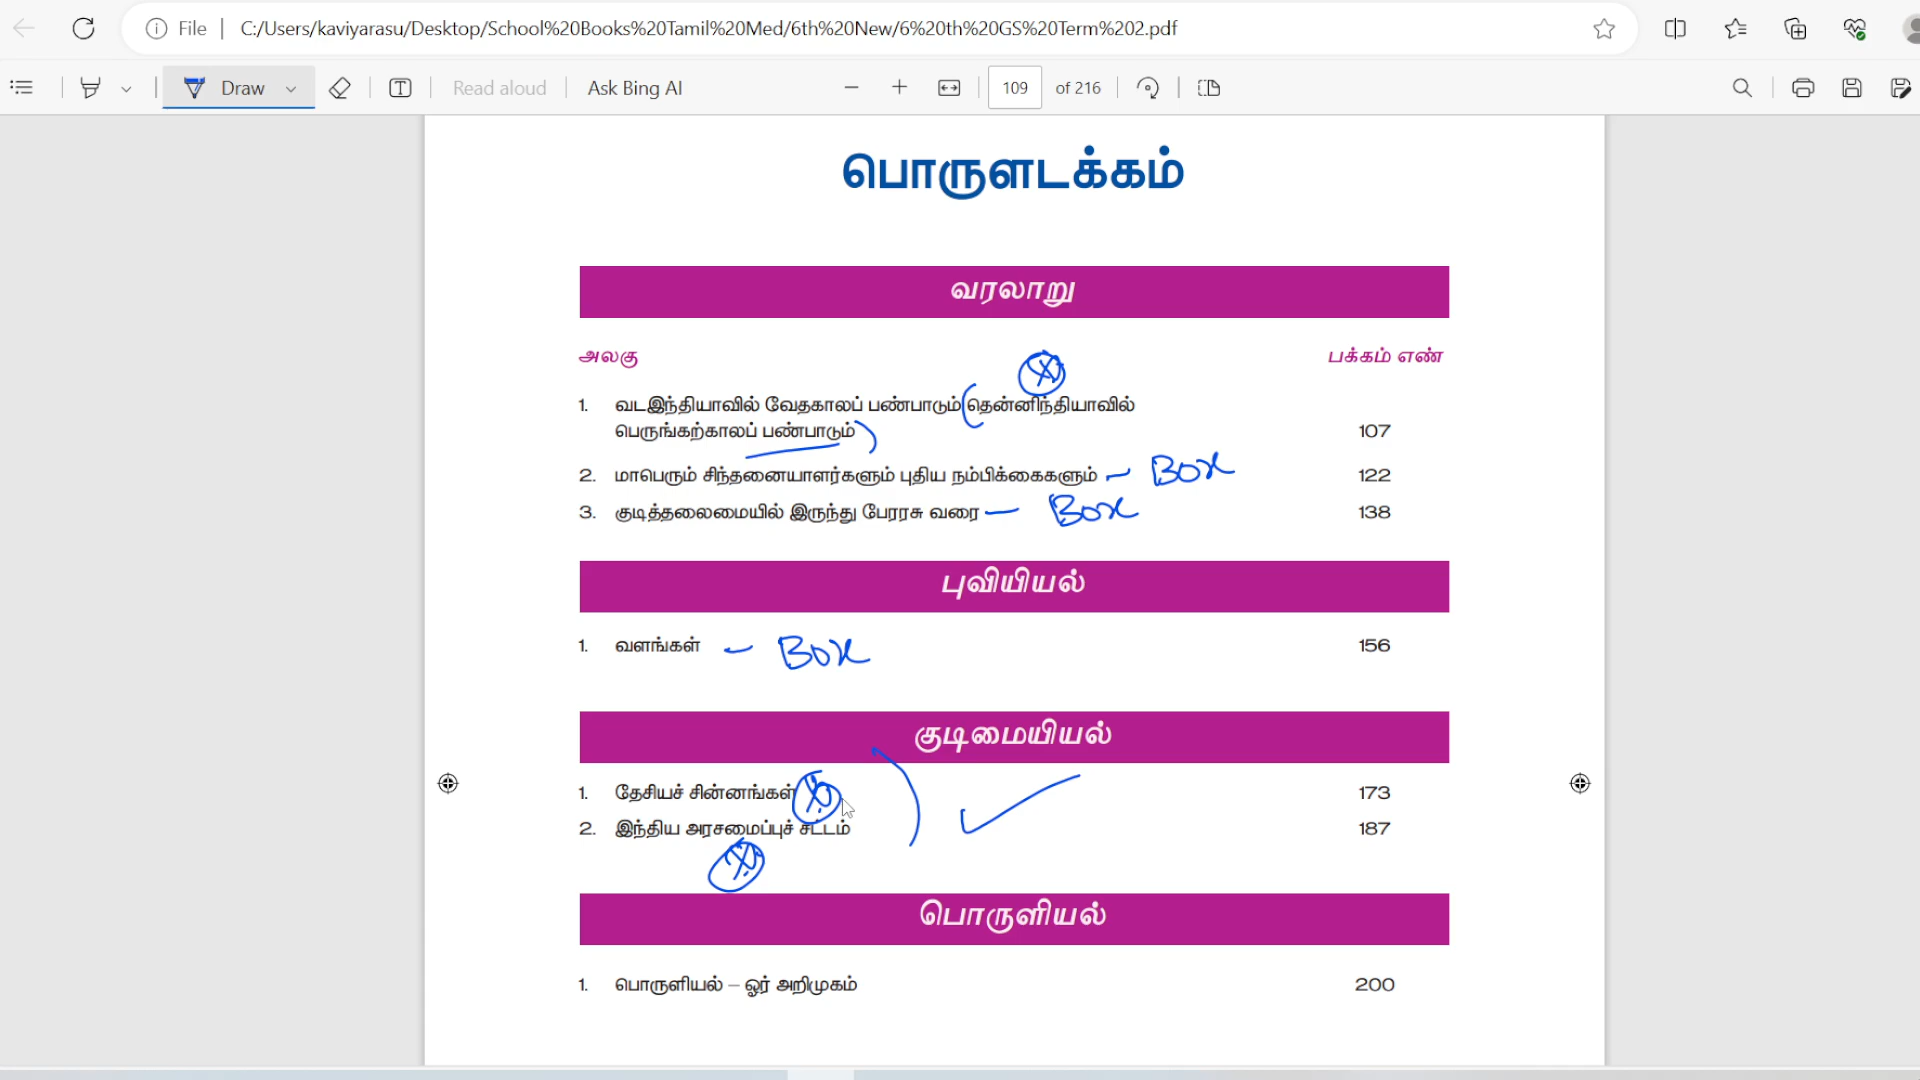 File C:/Users/kaviyarasu/Desktop/School%20Books%20Tamil%20Med/6th%20New/6%20th%20GS%20Term%202.pdf
Draw Read aloud Ask Bing AI 109 of 216
பொருளடக்கம்
வரலாறு
அலகு பக்கம் எண்
1. வடஇந்தியாவில் வேதகாலப் பண்பாடும் தென்னிந்தியாவில்
பெருங்கற்காலப் பண்பாடும் 107
2. மாபெரும் சிந்தனையாளர்களும் புதிய நம்பிக்கைகளும் – Box 122
3. குடித்தலைமையில் இருந்து பேரரசு வரை – Box 138
புவியியல்
1. வளங்கள் – Box 156
குடிமையியல்
1. தேசியச் சின்னங்கள் 173
2. இந்திய அரசமைப்புச் சட்டம் 187
பொருளியல்
1. பொருளியல் – ஓர் அறிமுகம் 200